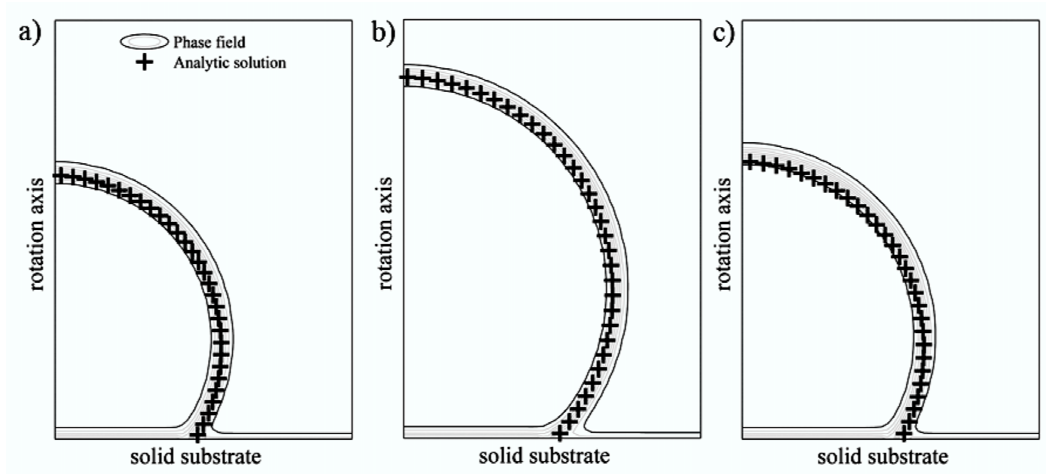 a)
Phase field
Analytic solution
rotation axis
solid substrate
b)
rotation axis
solid substrate
c)
rotation axis
solid substrate